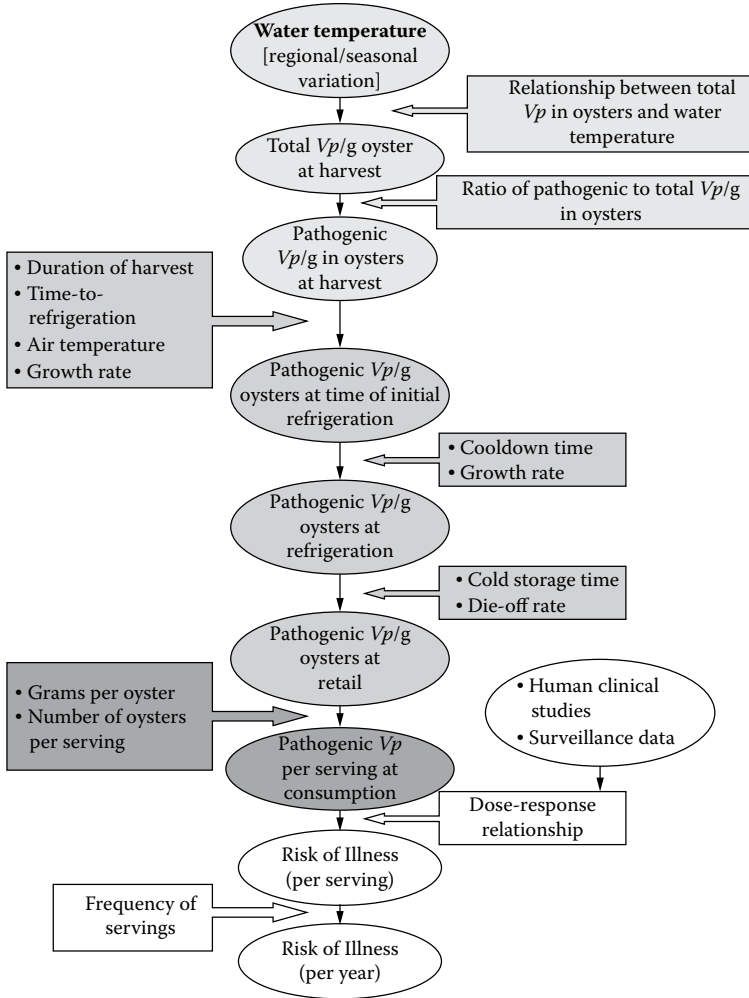 Water temperature
[regional/seasonal
variation]
Relationship between total
Vp in oysters and water
temperature
Total Vp/g oyster
at harvest
Ratio of pathogenic to total Vp/g
in oysters
Pathogenic
Vp/g in oysters
at harvest
• Duration of harvest
• Time-to-
refrigeration
• Air temperature
• Growth rate
Pathogenic Vp/g
oysters at time of initial
refrigeration
• Cooldown time
• Growth rate
Pathogenic Vp/g
oysters at
refrigeration
• Cold storage time
• Die-off rate
Pathogenic Vp/g
oysters at
retail
• Grams per oyster
• Number of oysters
per serving
• Human clinical
studies
• Surveillance data
Pathogenic Vp
per serving at
consumption
Dose-response
relationship
Risk of Illness
(per serving)
Frequency of
servings
Risk of Illness
(per year)